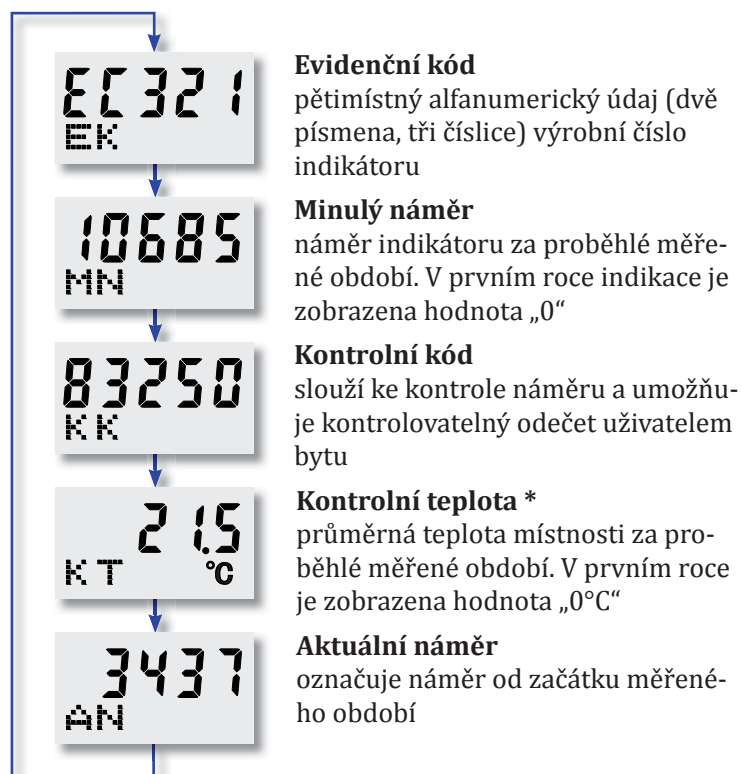 EC321
EK
Evidenční kód
pětimístný alfanumerický údaj (dvě
písmena, tři číslice) výrobní číslo
indikátoru
10685
MN
Minulý náměr
náměr indikátoru za proběhlé měře-
né období. V prvním roce indikace je
zobrazena hodnota „0“
83250
KK
Kontrolní kód
slouží ke kontrole náměru a umožňu-
je kontrolovatelný odečet uživatelem
bytu
21.5
KT °C
Kontrolní teplota *
průměrná teplota místnosti za pro-
běhlé měřené období. V prvním roce
je zobrazena hodnota „0°C“
3437
AN
Aktuální náměr
označuje náměr od začátku měřené-
ho období